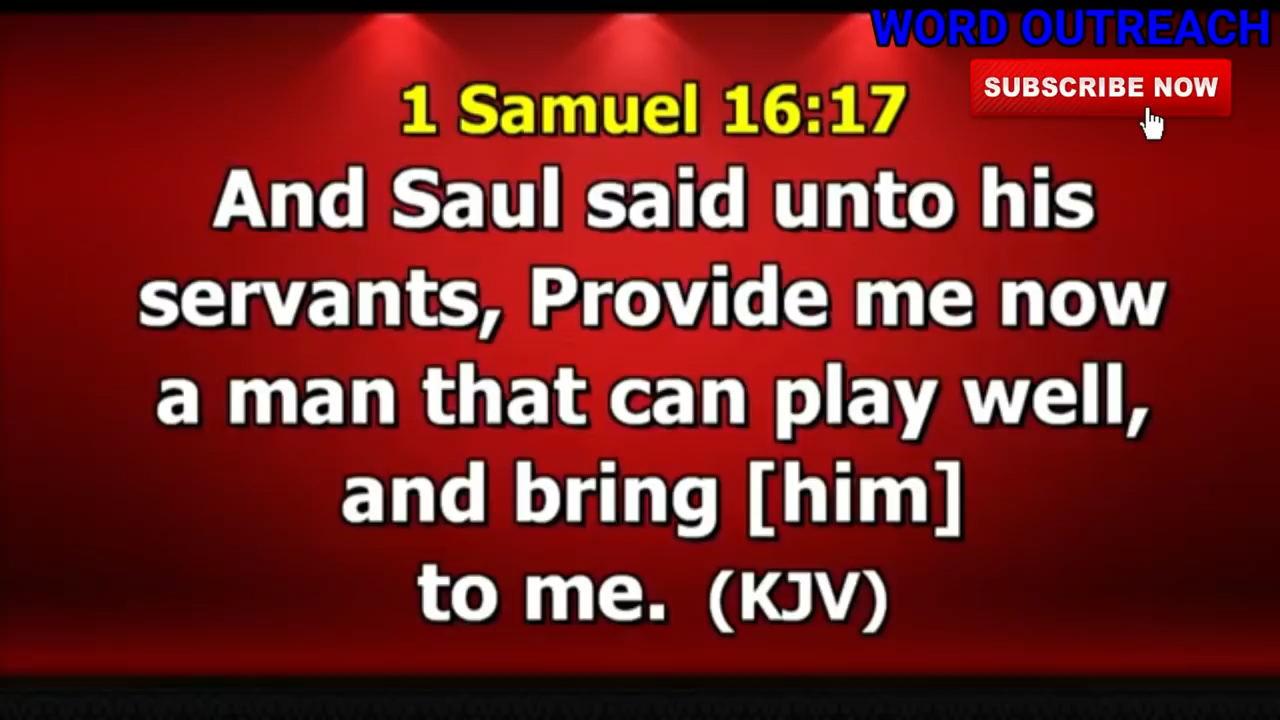 WORD OUTREACH
SUBSCRIBE NOW
1 Samuel 16:17
And Saul said unto his
servants, Provide me now
a man that can play well,
and bring [him]
to me. (KJV)